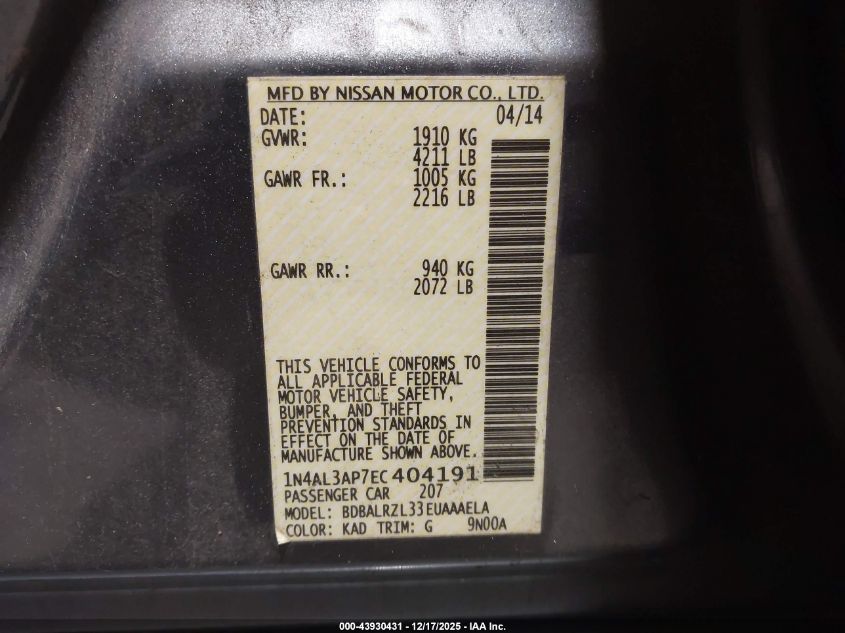 MFD BY NISSAN MOTOR CO., LTD.
DATE: 04/14
GVWR: 1910 KG
4211 LB
GAWR FR.: 1005 KG
2216 LB
GAWR RR.: 940 KG
2072 LB
THIS VEHICLE CONFORMS TO
ALL APPLICABLE FEDERAL
MOTOR VEHICLE SAFETY,
BUMPER, AND THEFT
PREVENTION STANDARDS IN
EFFECT ON THE DATE OF
MANUFACTURE SHOWN ABOVE.
1N4AL3AP7EC404191
PASSENGER CAR 207
MODEL: BDBALRZL33EUAAAELA
COLOR: KAD TRIM: G 9N00A
000-43930431 - 12/17/2025 - IAA Inc.